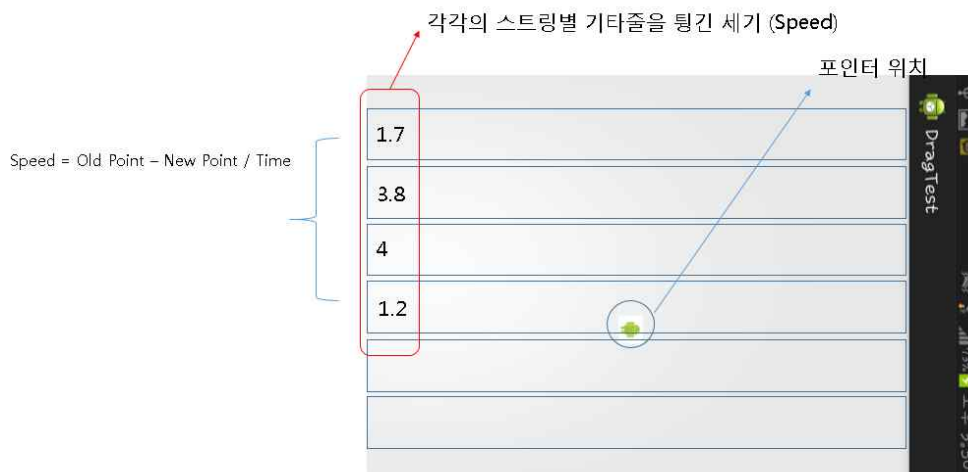 각각의 스트링별 기타줄을 튕긴 세기 (Speed)
포인터 위치
Speed = Old Point – New Point / Time
1.7
3.8
4
1.2
DragTest